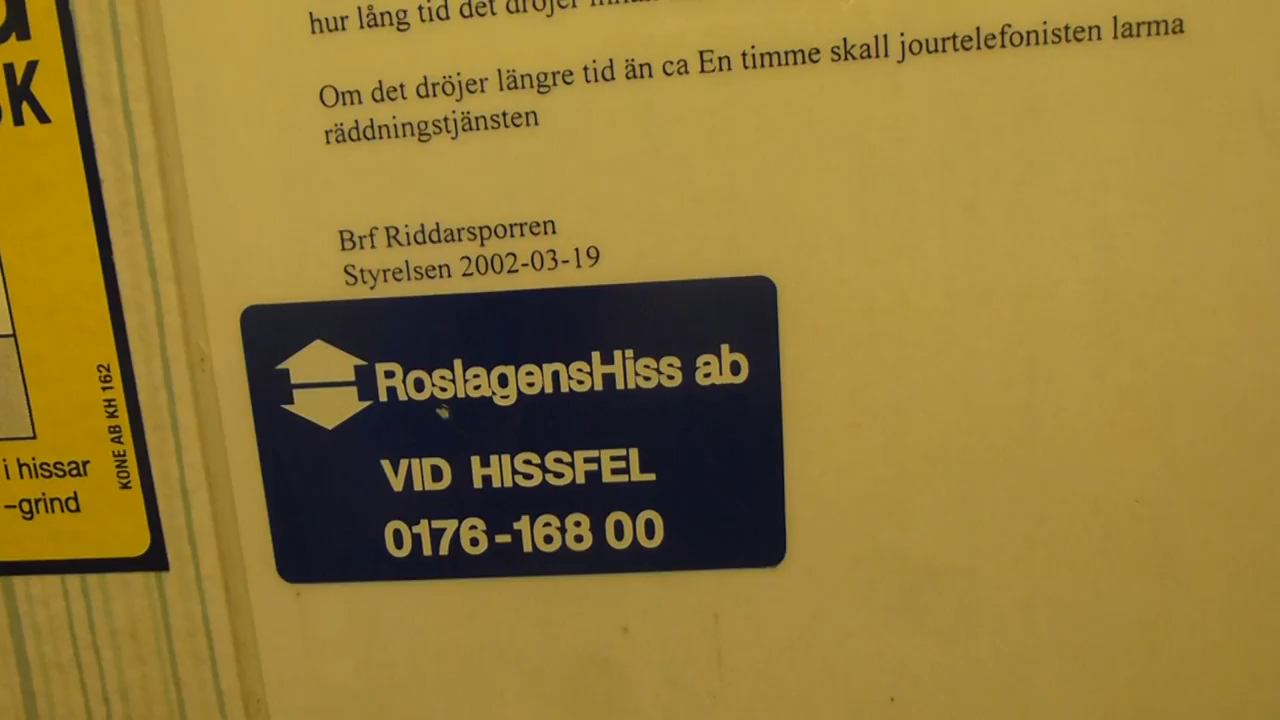 hur lång tid det dröjer
Om det dröjer längre tid än ca En timme skall jourtelefonisten larma
räddningstjänsten
Brf Riddarsporren
Styrelsen 2002-03-19
RoslagensHiss ab
VID HISSFEL
0176-168 00
KONE AB KH 162
i hissar
-grind